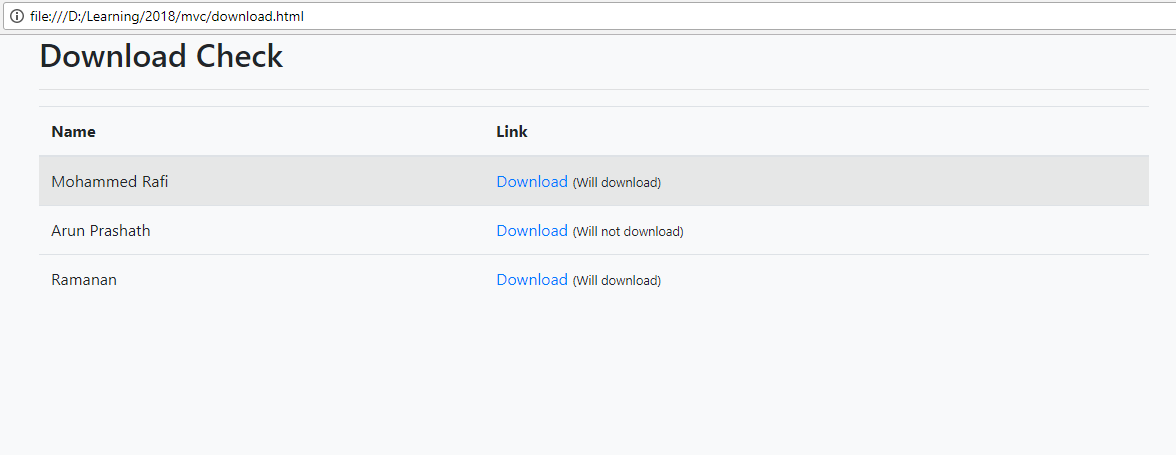 file:///D:/Learning/2018/mvc/download.html
Download Check
Name Link
Mohammed Rafi Download (Will download)
Arun Prashath Download (Will not download)
Ramanan Download (Will download)